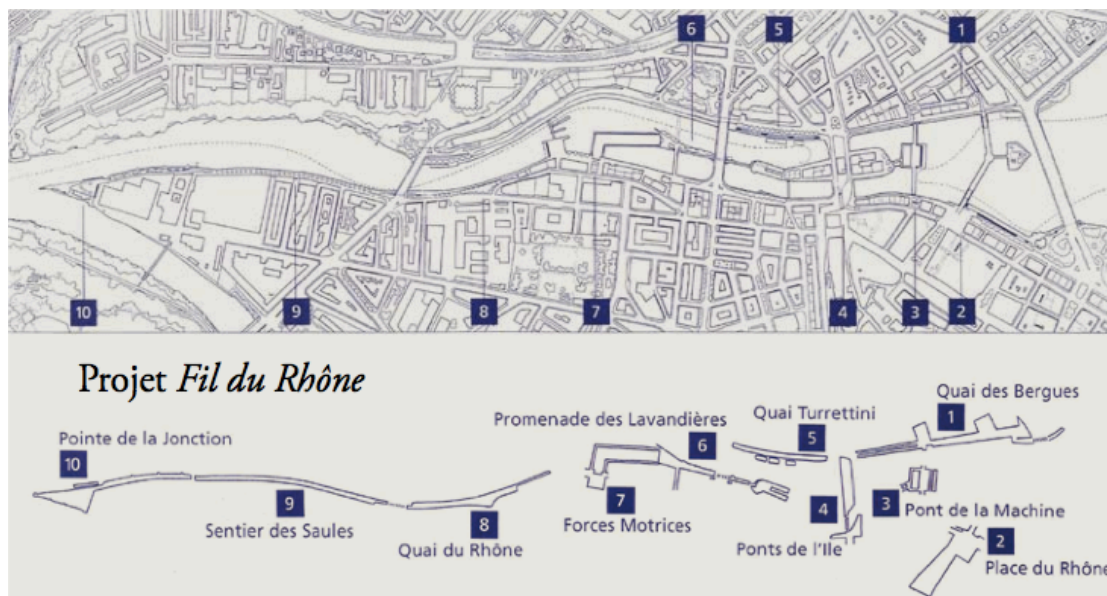 6
5
1
10
9
8
7
4
3
2
Projet Fil du Rhône
Quai des Bergues
1
Promenade des Lavandières
6
Quai Turrettini
5
Pointe de la Jonction
10
9
Sentier des Saules
8
Quai du Rhône
7
Forces Motrices
4
Ponts de l'Ile
3
Pont de la Machine
2
Place du Rhône